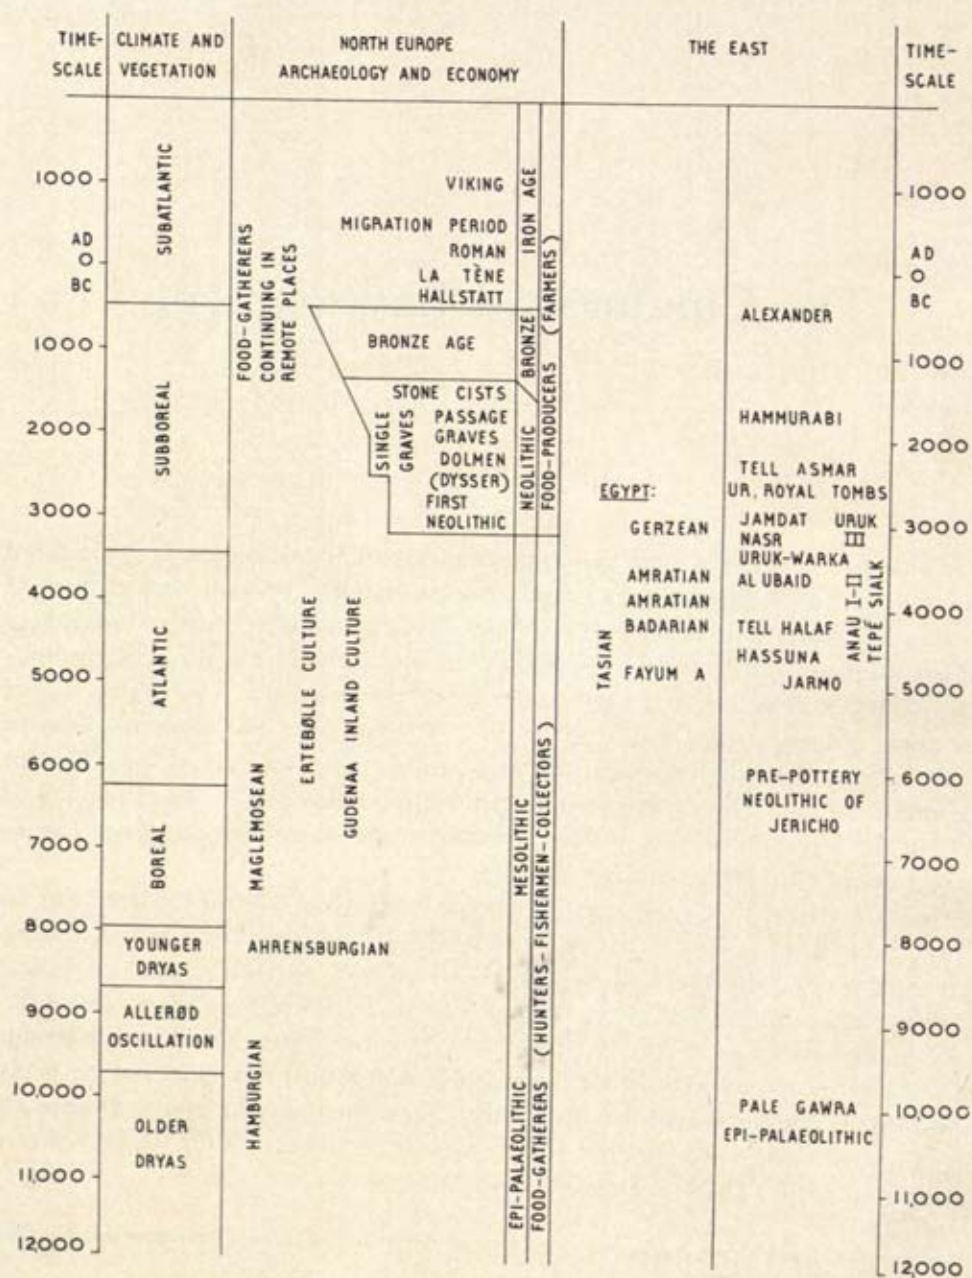 TIME-
SCALE
CLIMATE AND
VEGETATION
NORTH EUROPE
ARCHAEOLOGY AND ECONOMY
THE EAST
TIME-
SCALE
1000
AD
0
BC
1000
2000
3000
4000
5000
6000
7000
8000
9000
10,000
11,000
12,000
SUBATLANTIC
SUBBOREAL
ATLANTIC
BOREAL
YOUNGER
DRYAS
ALLERØD
OSCILLATION
OLDER
DRYAS
FOOD-GATHERERS
CONTINUING IN
REMOTE PLACES
VIKING
MIGRATION PERIOD
ROMAN
LA TÈNE
HALLSTATT
BRONZE AGE
STONE CISTS
SINGLE
GRAVES
PASSAGE
GRAVES
DOLMEN
(DYSSER)
FIRST
NEOLITHIC
ERTEBØLLE CULTURE
GUDENAA INLAND CULTURE
MAGLEMOSEAN
AHRENSBURGIAN
HAMBURGIAN
IRON AGE
BRONZE
NEOLITHIC
MESOLITHIC
EPI-PALAEOLITHIC
FOOD-PRODUCERS (FARMERS)
FOOD-GATHERERS (HUNTERS-FISHERMEN-COLLECTORS)
EGYPT:
GERZEAN
AMRATIAN
AMRATIAN
BADARIAN
TASIAN
FAYUM A
ALEXANDER
HAMMURABI
TELL ASMAR
UR, ROYAL TOMBS
JAMDAT URUK
NASR III
URUK-WARKA
AL UBAID
ANAU I-II
TEPÉ SIALK
TELL HALAF
HASSUNA
JARMO
PRE-POTTERY
NEOLITHIC OF
JERICHO
PALE GAWRA
EPI-PALAEOLITHIC
1000
AD
0
BC
1000
2000
3000
4000
5000
6000
7000
8000
9000
10,000
11,000
12,000